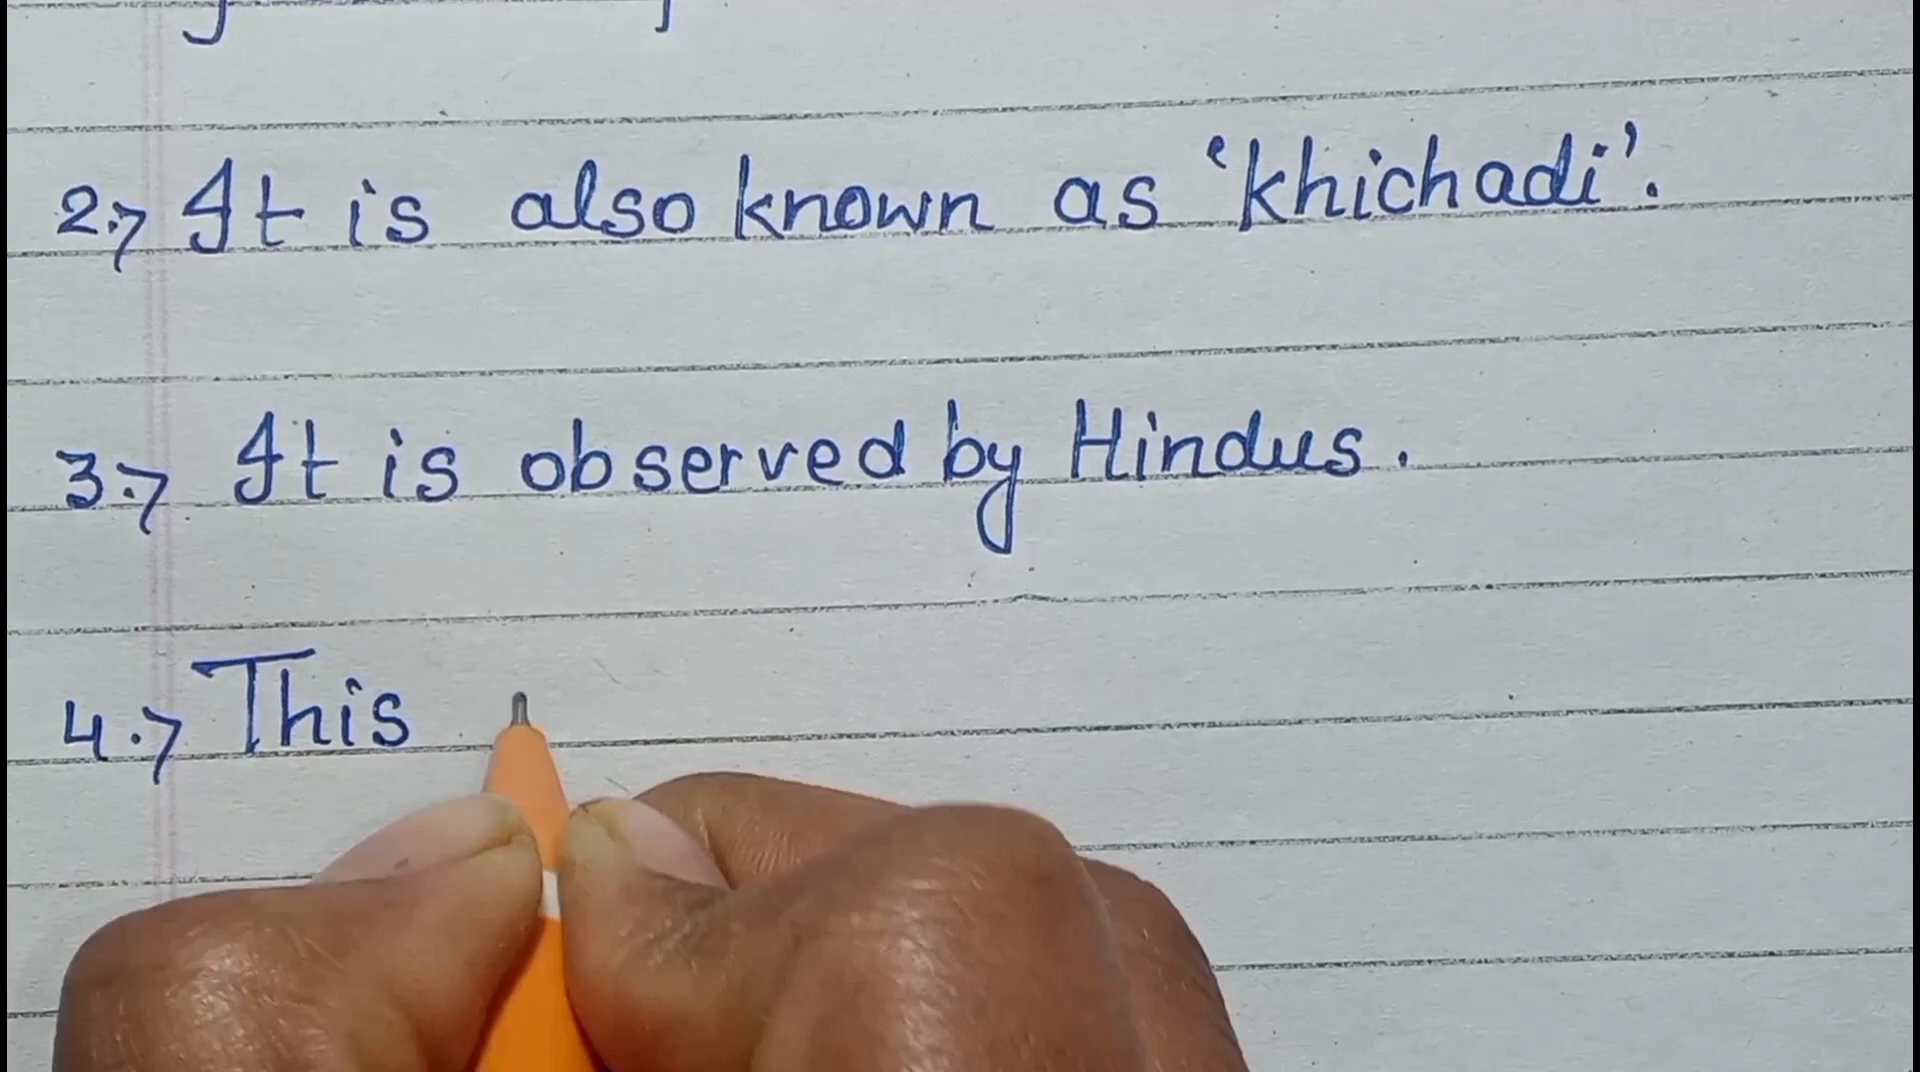 2.> It is also known as 'khichadi'.
3.> It is observed by Hindus.
4.> This